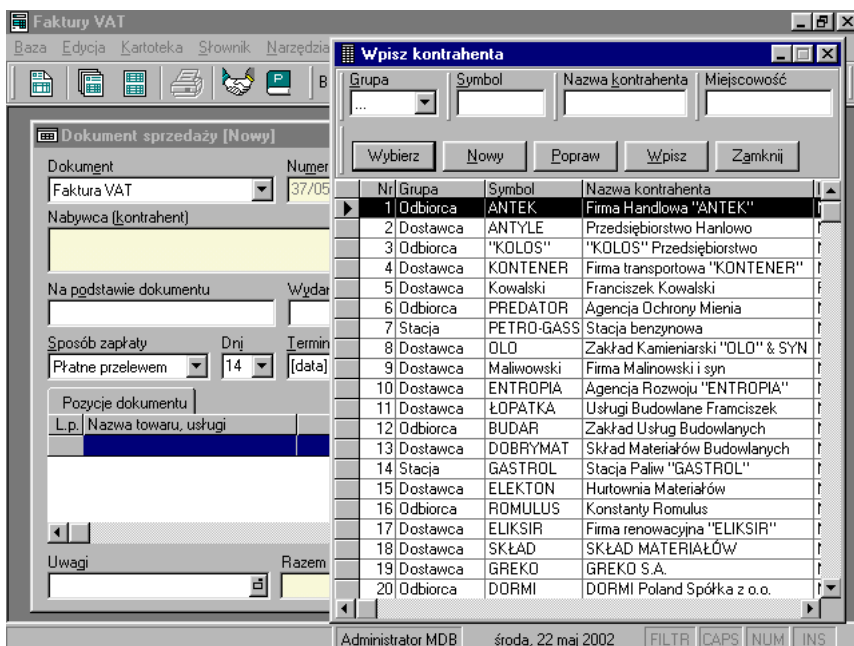 Faktury VAT
Baza Edycja Kartoteka Słownik Narzędzia
Wpisz kontrahenta
Grupa Symbol Nazwa kontrahenta Miejscowość
...
Wybierz Nowy Popraw Wpisz Zamknij
Dokument sprzedaży [Nowy]
Dokument Numer
Faktura VAT 37/05
Nabywca (kontrahent)
Na podstawie dokumentu
Sposób zapłaty Dni Termin
Płatne przelewem 14 [data]
Pozycje dokumentu
L.p. Nazwa towaru, usługi
Uwagi Razem
Nr Grupa Symbol Nazwa kontrahenta
1 Odbiorca ANTEK Firma Handlowa "ANTEK"
2 Dostawca ANTYLE Przedsiębiorstwo Hanlowo
3 Odbiorca "KOLOS" "KOLOS" Przedsiębiorstwo
4 Dostawca KONTENER Firma transportowa "KONTENER"
5 Dostawca Kowalski Franciszek Kowalski
6 Odbiorca PREDATOR Agencja Ochrony Mienia
7 Stacja PETRO-GASS Stacja benzynowa
8 Dostawca OLO Zakład Kamieniarski "OLO" & SYN
9 Dostawca Maliwowski Firma Malinowski i syn
10 Dostawca ENTROPIA Agencja Rozwoju "ENTROPIA"
11 Dostawca ŁOPATKA Usługi Budowlane Framciszek
12 Odbiorca BUDAR Zakład Usług Budowlanych
13 Dostawca DOBRYMAT Skład Materiałów Budowlanych
14 Stacja GASTROL Stacja Paliw "GASTROL"
15 Dostawca ELEKTON Hurtownia Materiałów
16 Odbiorca ROMULUS Konstanty Romulus
17 Dostawca ELIKSIR Firma renowacyjna "ELIKSIR"
18 Dostawca SKŁAD SKŁAD MATERIAŁÓW
19 Dostawca GREKO GREKO S.A.
20 Odbiorca DORMI DORMI Poland Spółka z o.o.
Administrator MDB środa, 22 maj 2002 FILTR CAPS NUM INS